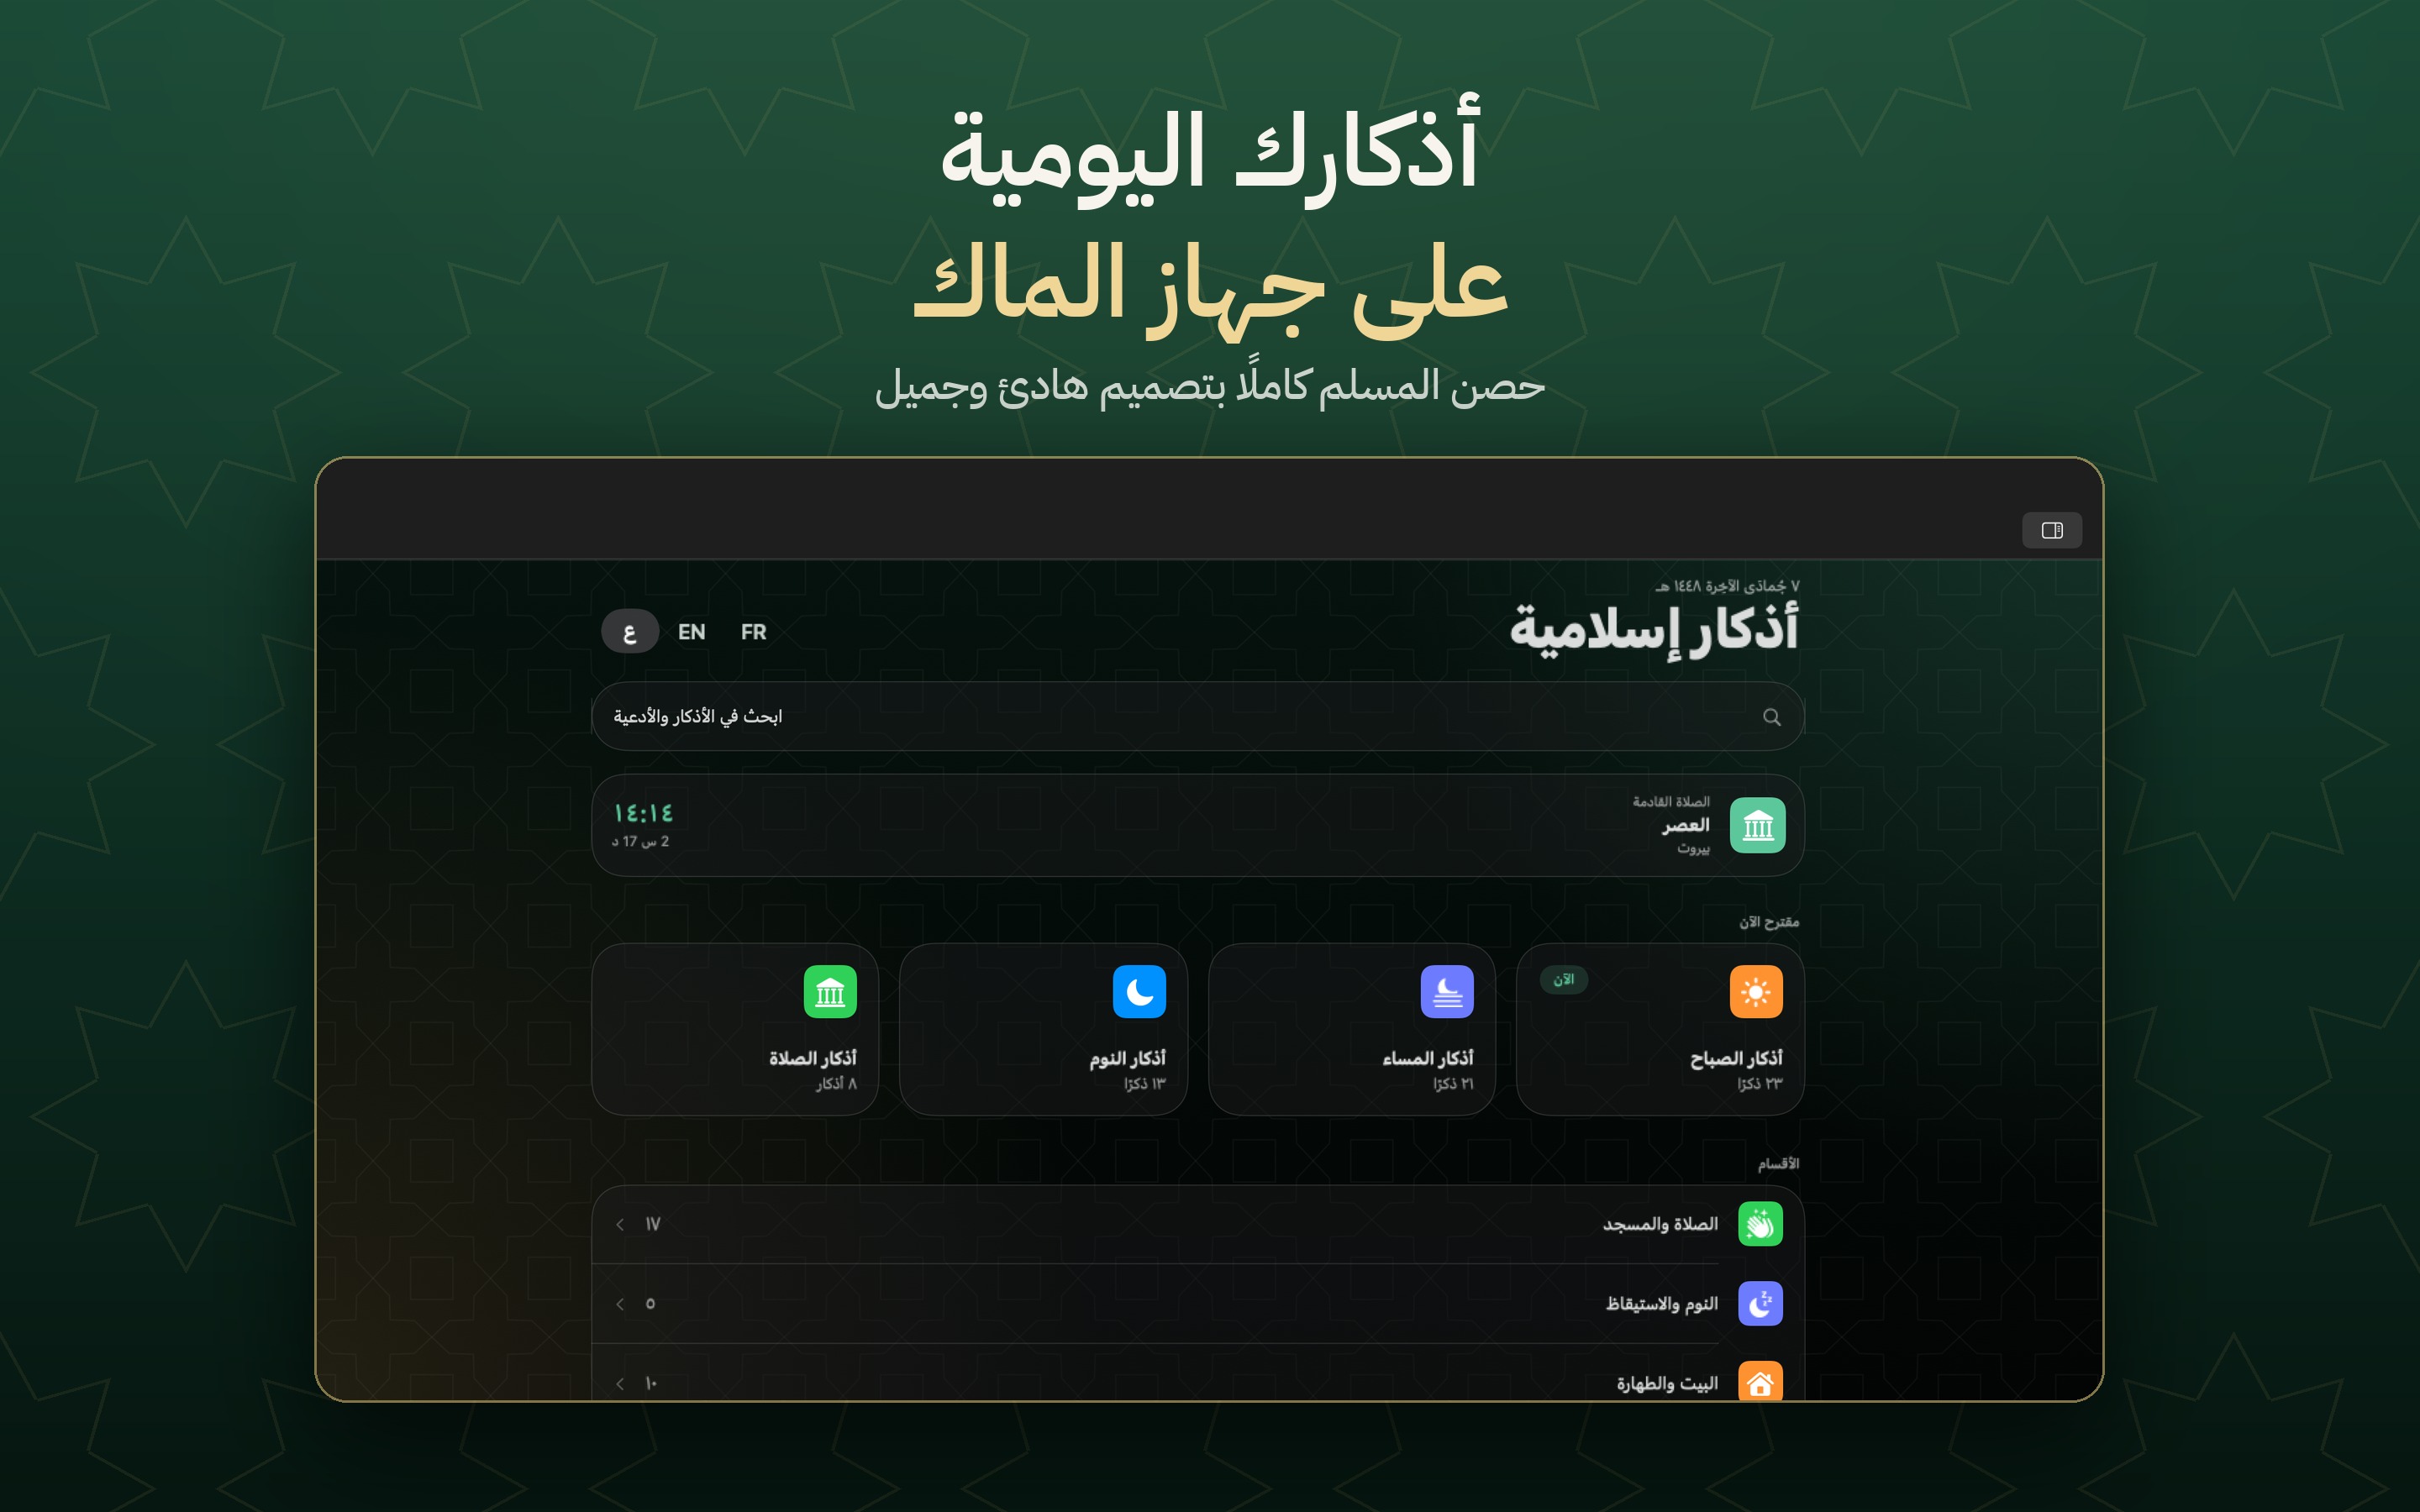 أذكارك اليومية
على جهاز الماك
حصن المسلم كاملًا بتصميم هادئ وجميل
٧ جُمادَى الآخِرة ١٤٤٨ هـ
أذكار إسلامية
FR EN ع
ابحث في الأذكار والأدعية
الصلاة القادمة
العصر
بيروت
١٤:١٤
2 س 17 د
مقترح الآن
الآن
أذكار الصباح
٢٣ ذكرًا
أذكار المساء
٢١ ذكرًا
أذكار النوم
١٣ ذكرًا
أذكار الصلاة
٨ أذكار
الأقسام
الصلاة والمسجد ١٧
النوم والاستيقاظ ٥
البيت والطهارة ١٠